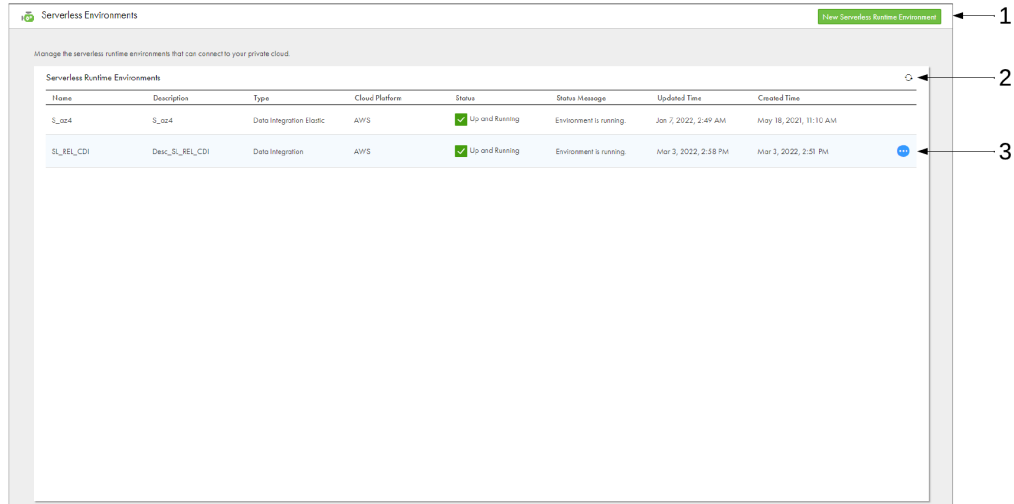 Serverless Environments
New Serverless Runtime Environment
1
Manage the serverless runtime environments that can connect to your private cloud.
Serverless Runtime Environments
2
Name Description Type Cloud Platform Status Status Message Updated Time Created Time
S_az4 S_az4 Data Integration Elastic AWS Up and Running Environment is running. Jan 7, 2022, 2:49 AM May 18, 2021, 11:10 AM
SL_REL_CDI Desc_SL_REL_CDI Data Integration AWS Up and Running Environment is running. Mar 3, 2022, 2:58 PM Mar 3, 2022, 2:51 PM
3